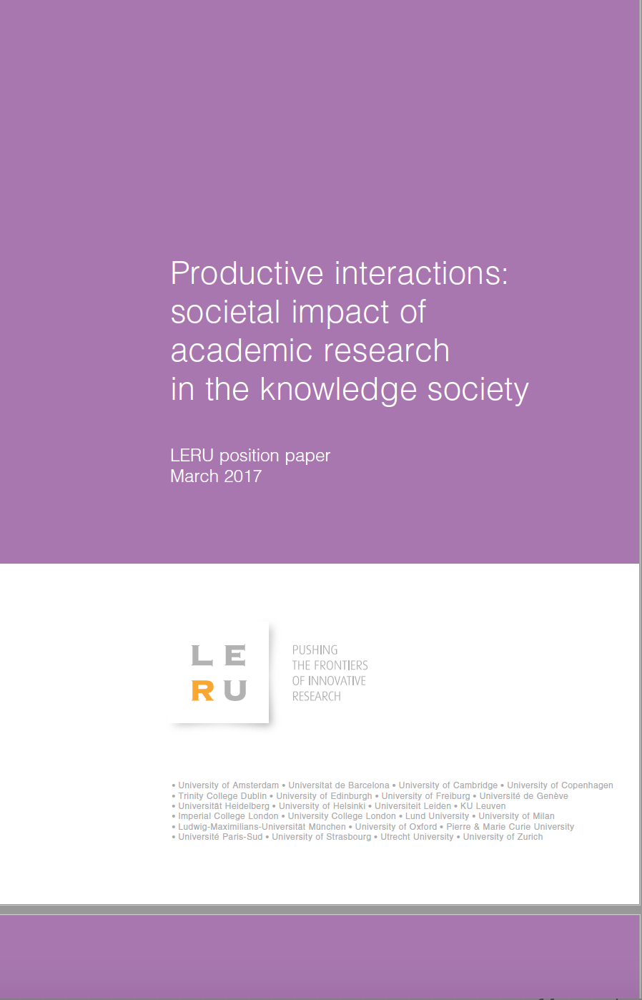 Productive interactions:
societal impact of
academic research
in the knowledge society
LERU position paper
March 2017
L E
R U
PUSHING
THE FRONTIERS
OF INNOVATIVE
RESEARCH
• University of Amsterdam • Universitat de Barcelona • University of Cambridge • University of Copenhagen
• Trinity College Dublin • University of Edinburgh • University of Freiburg • Université de Genève
• Universität Heidelberg • University of Helsinki • Universiteit Leiden • KU Leuven
• Imperial College London • University College London • Lund University • University of Milan
• Ludwig-Maximilians-Universität München • University of Oxford • Pierre & Marie Curie University
• Université Paris-Sud • University of Strasbourg • Utrecht University • University of Zurich